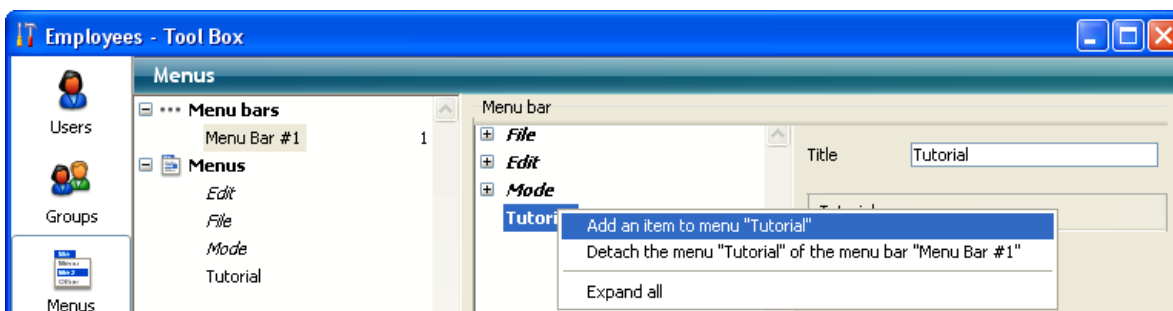 Employees - Tool Box
Menus
Menu bars
Menu Bar #1 1
Menus
Edit
File
Mode
Tutorial
Users
Groups
Menus
Menu bar
File
Edit
Mode
Tutori
Title Tutorial
Add an item to menu "Tutorial"
Detach the menu "Tutorial" of the menu bar "Menu Bar #1"
Expand all